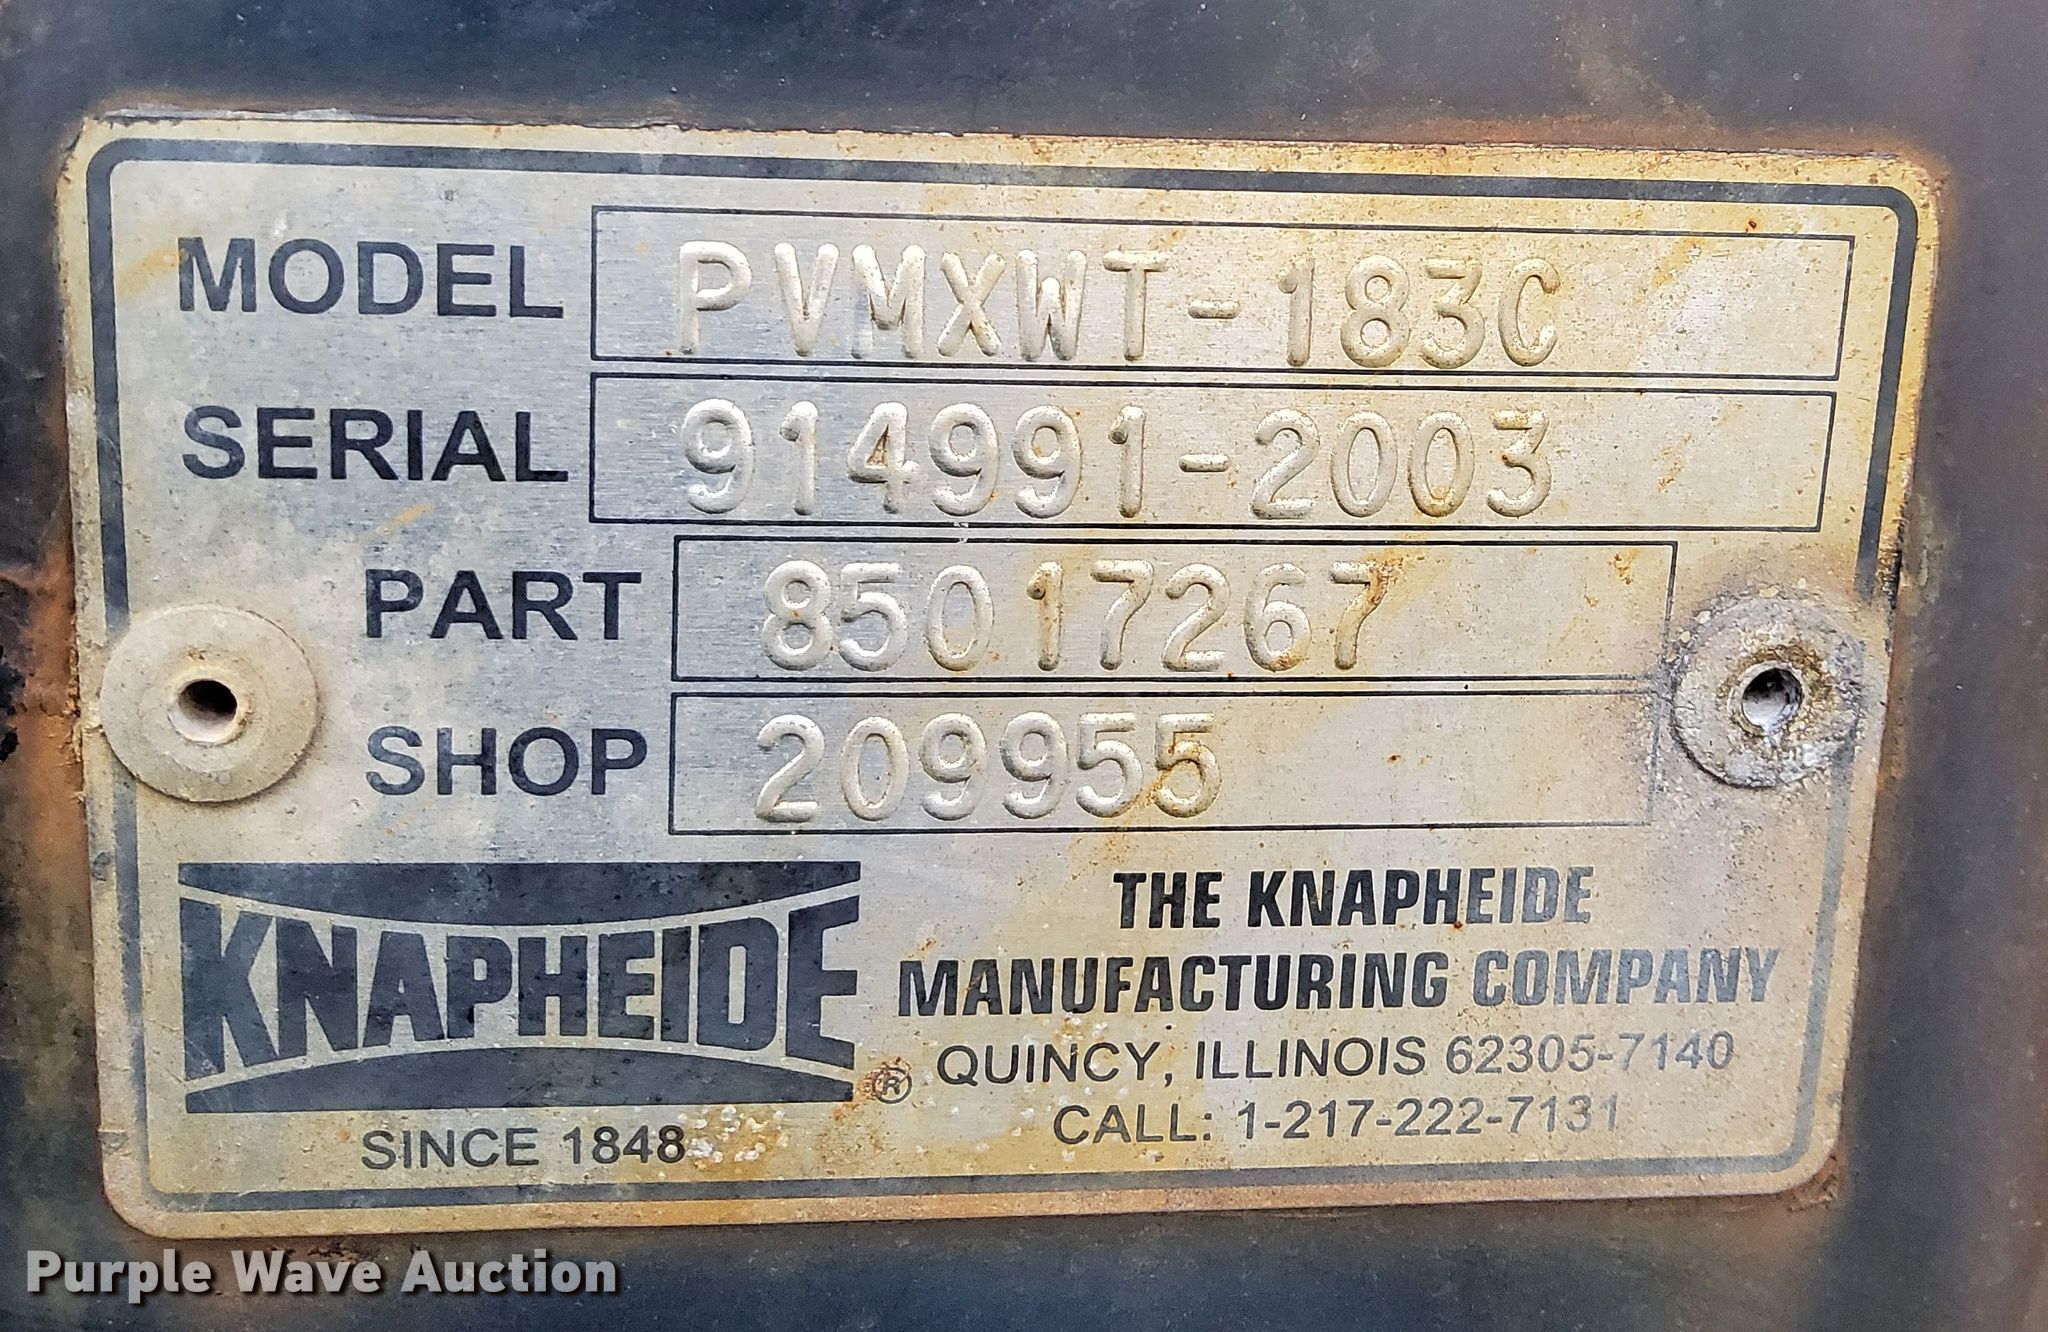 MODEL PVMXWT-183C
SERIAL 914991-2003
PART 85017267
SHOP 209955
KNAPHEIDE ®
SINCE 1848
THE KNAPHEIDE
MANUFACTURING COMPANY
QUINCY, ILLINOIS 62305-7140
CALL: 1-217-222-7131
Purple Wave Auction